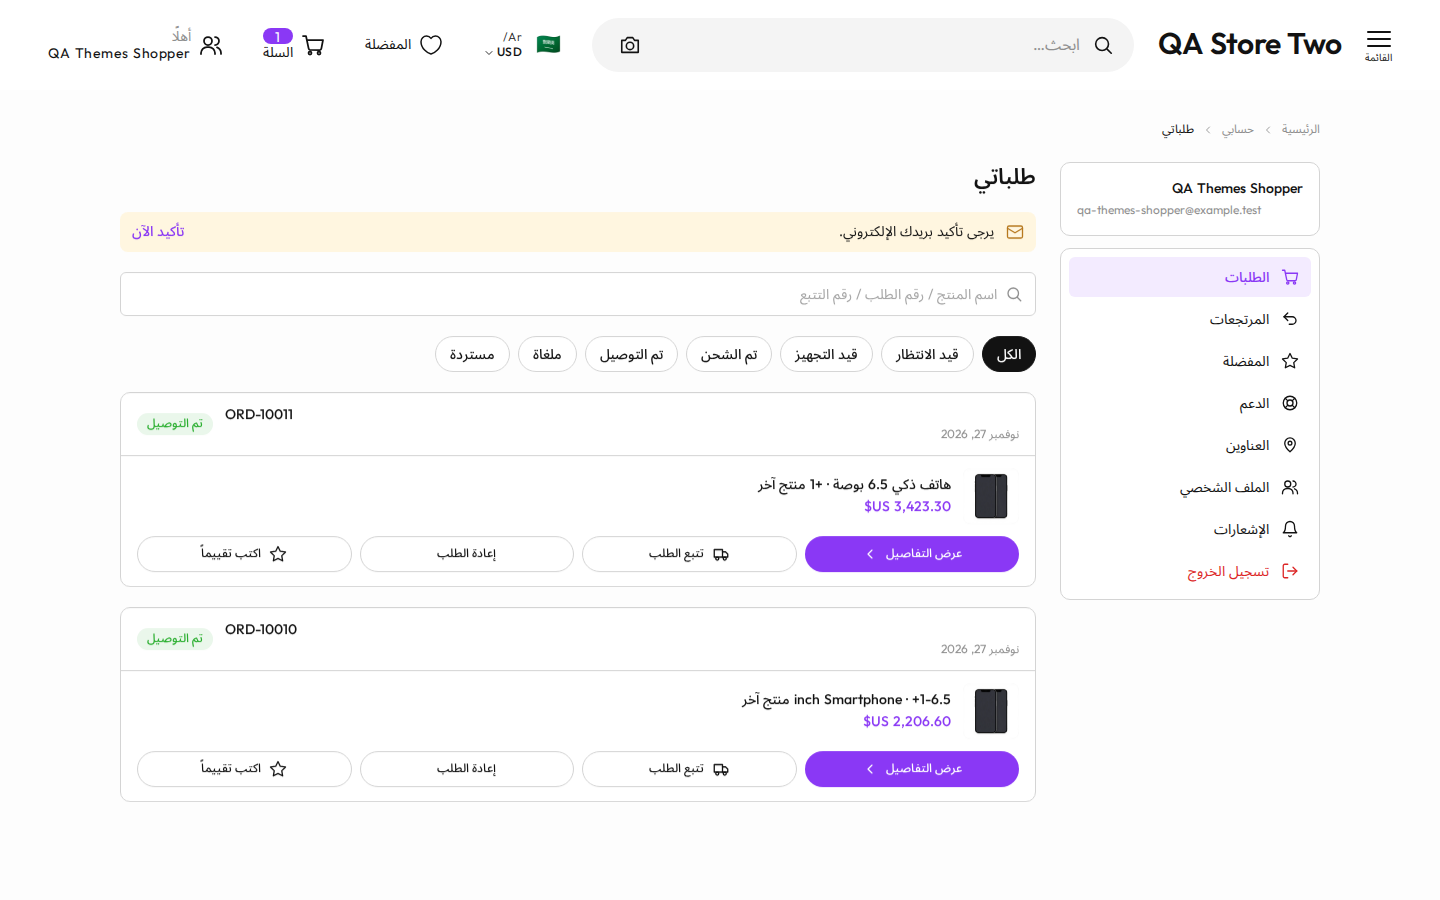 القائمة
QA Store Two
ابحث...
Ar/
USD
المفضلة
1
السلة
أهلًا
QA Themes Shopper
الرئيسية
حسابي
طلباتي
QA Themes Shopper
qa-themes-shopper@example.test
الطلبات
المرتجعات
المفضلة
الدعم
العناوين
الملف الشخصي
الإشعارات
تسجيل الخروج
طلباتي
يرجى تأكيد بريدك الإلكتروني.
تأكيد الآن
اسم المنتج / رقم الطلب / رقم التتبع
الكل
قيد الانتظار
قيد التجهيز
تم الشحن
تم التوصيل
ملغاة
مستردة
ORD-10011
تم التوصيل
نوفمبر 27, 2026
هاتف ذكي 6.5 بوصة · +1 منتج آخر
$US 3,423.30
عرض التفاصيل
تتبع الطلب
إعادة الطلب
اكتب تقييماً
ORD-10010
تم التوصيل
نوفمبر 27, 2026
6.5-inch Smartphone · +1 منتج آخر
$US 2,206.60
عرض التفاصيل
تتبع الطلب
إعادة الطلب
اكتب تقييماً